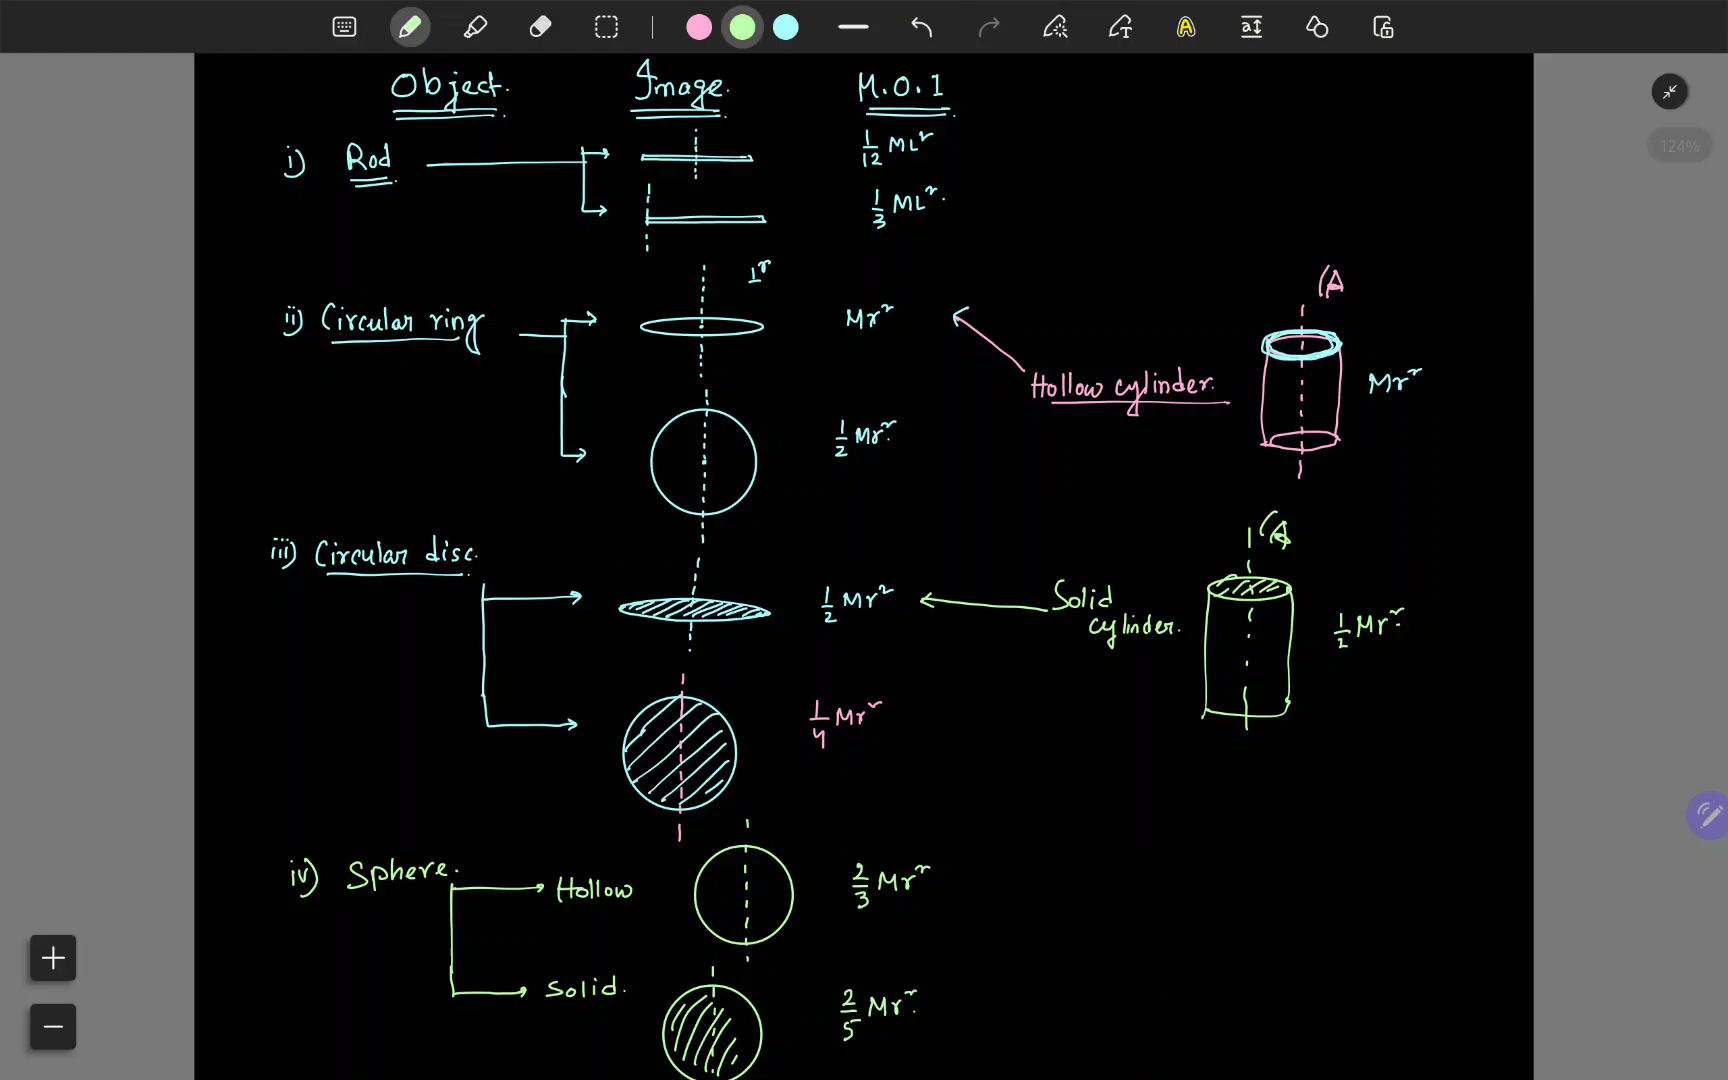 124%
Object. Image. M.O.I
i) Rod 1/12 ML²
1/3 ML².
ii) Circular ring Mr²
Hollow cylinder. Mr²
1/2 Mr².
iii) Circular disc.
1/2 Mr² Solid cylinder. 1/2 Mr².
1/4 Mr²
iv) Sphere.
Hollow 2/3 Mr²
Solid. 2/5 Mr².